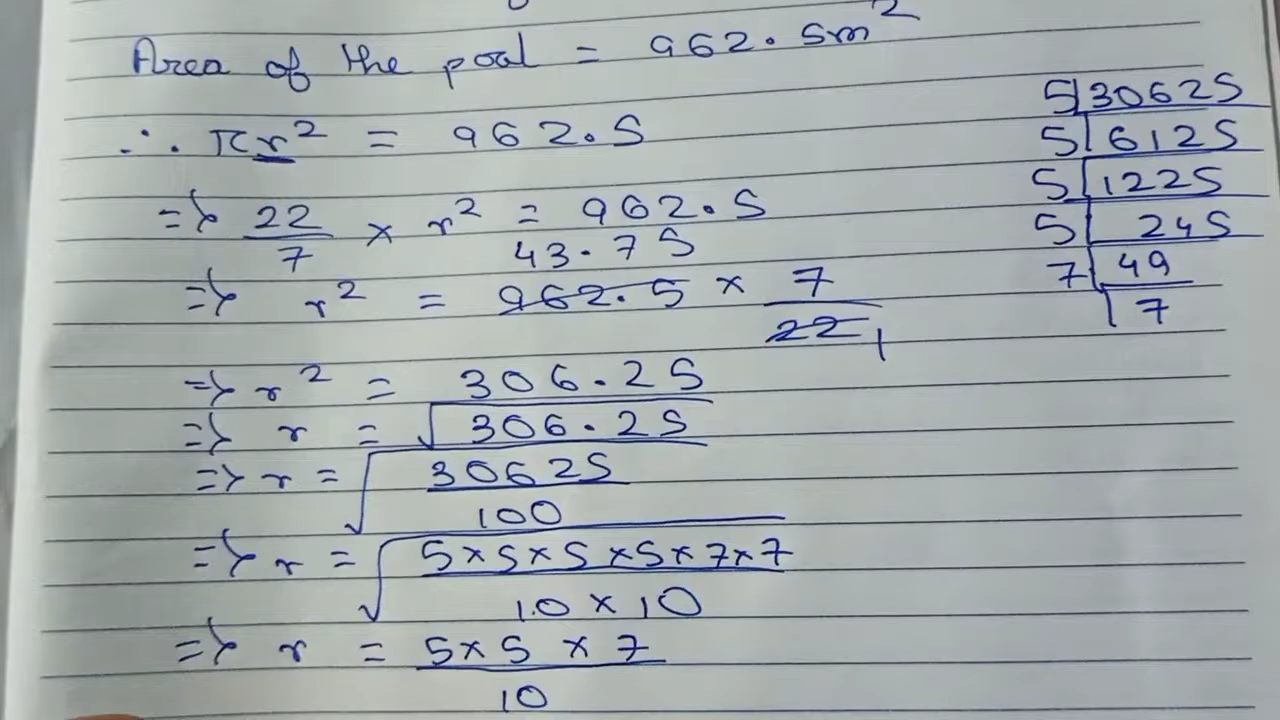 Area of the pool = 962.5m²
∴ πr² = 962.5
=> 22/7 × r² = 962.5
43.75
=> r² = 962.5 × 7/22 1
=> r² = 306.25
=> r = √306.25
=> r = √(30625/100)
=> r = √(5×5×5×5×7×7/10×10)
=> r = 5×5×7/10
5|30625
5|6125
5|1225
5|245
7|49
|7